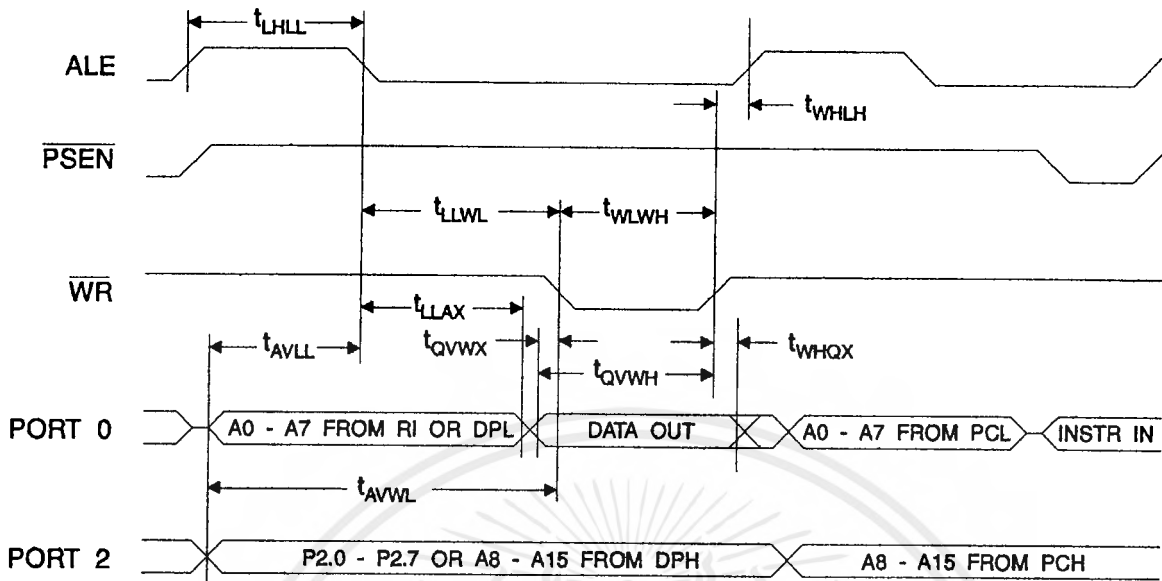 tLHLL
ALE
tWHLH
PSEN
tLLWL
tWLWH
WR
tLLAX
tAVLL
tQVWX
tWHQX
tQVWH
PORT 0
A0 - A7 FROM RI OR DPL
DATA OUT
A0 - A7 FROM PCL
INSTR IN
tAVWL
PORT 2
P2.0 - P2.7 OR A8 - A15 FROM DPH
A8 - A15 FROM PCH